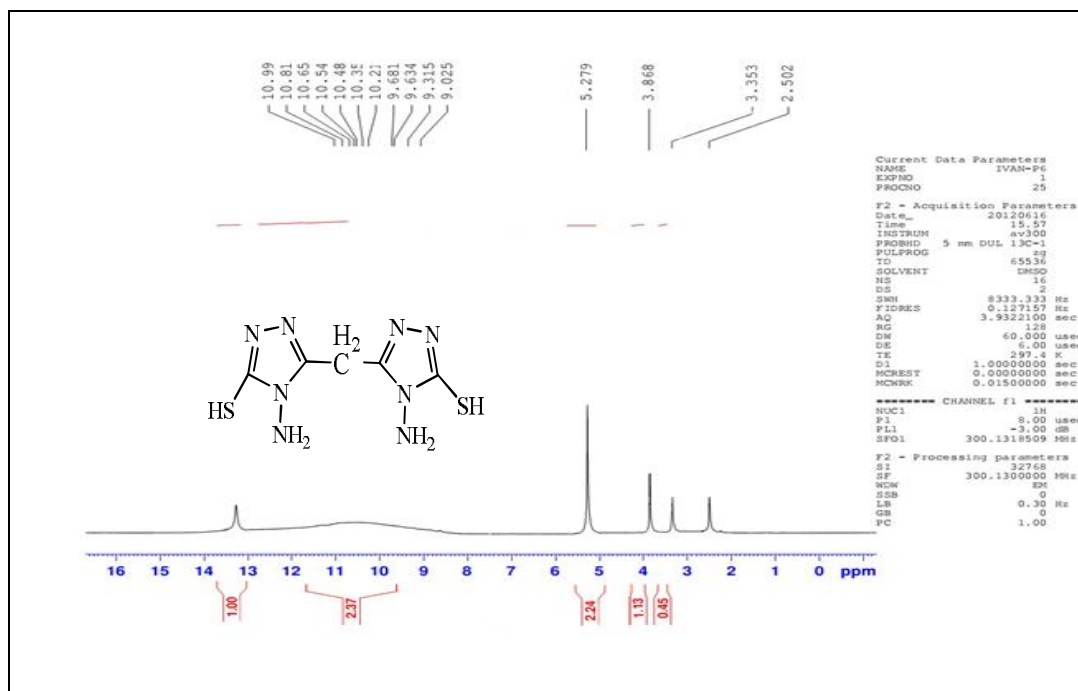 10.99
10.81
10.65
10.54
10.48
10.35
10.21
9.681
9.634
9.315
9.025
5.279
3.868
3.353
2.502
Current Data Parameters
NAME IVAN-P6
EXPNO 1
PROCNO 25
F2 - Acquisition Parameters
Date_ 20120616
Time 15.57
INSTRUM av300
PROBHD 5 mm DUL 13C-1
PULPROG zg
TD 65536
SOLVENT DMSO
NS 16
DS 2
SWH 8333.333 Hz
FIDRES 0.127157 Hz
AQ 3.9322100 sec
RG 128
DW 60.000 usec
DE 6.00 usec
TE 297.4 K
D1 1.00000000 sec
MCREST 0.00000000 sec
MCWRK 0.01500000 sec
======== CHANNEL f1 ========
NUC1 1H
P1 8.00 usec
PL1 -3.00 dB
SFO1 300.1318509 MHz
F2 - Processing parameters
SI 32768
SF 300.1300000 MHz
WDW EM
SSB 0
LB 0.30 Hz
GB 0
PC 1.00
N N H2 N N
C
HS N N SH
NH2 NH2
16 15 14 13 12 11 10 9 8 7 6 5 4 3 2 1 0 ppm
1.00 2.37 2.24 1.13 0.45